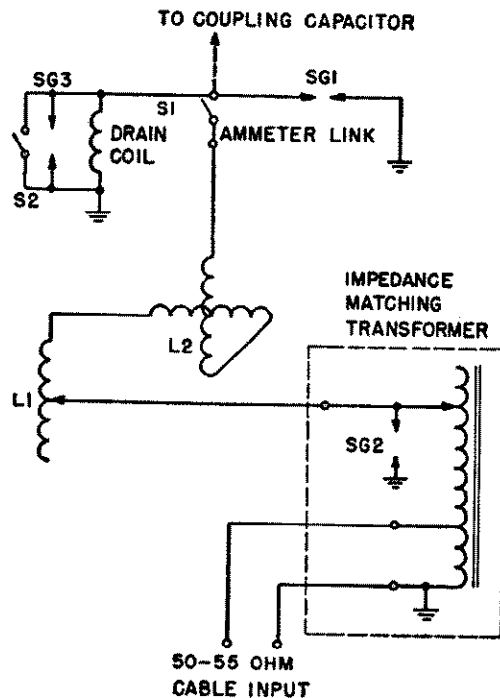 TO COUPLING CAPACITOR
SG3
SG1
S1
DRAIN
COIL
AMMETER LINK
S2
IMPEDANCE
MATCHING
TRANSFORMER
L2
L1
SG2
50-55 OHM
CABLE INPUT